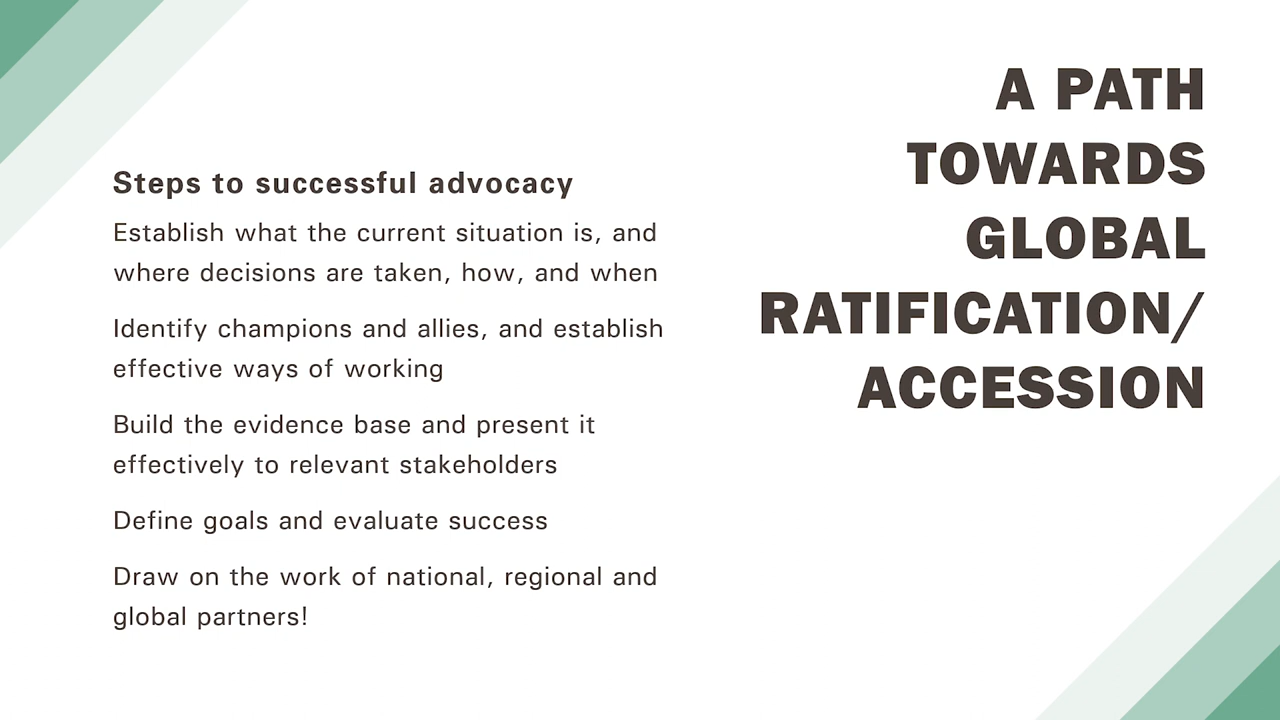 A PATH
TOWARDS
GLOBAL
RATIFICATION/
ACCESSION
Steps to successful advocacy
Establish what the current situation is, and
where decisions are taken, how, and when
Identify champions and allies, and establish
effective ways of working
Build the evidence base and present it
effectively to relevant stakeholders
Define goals and evaluate success
Draw on the work of national, regional and
global partners!